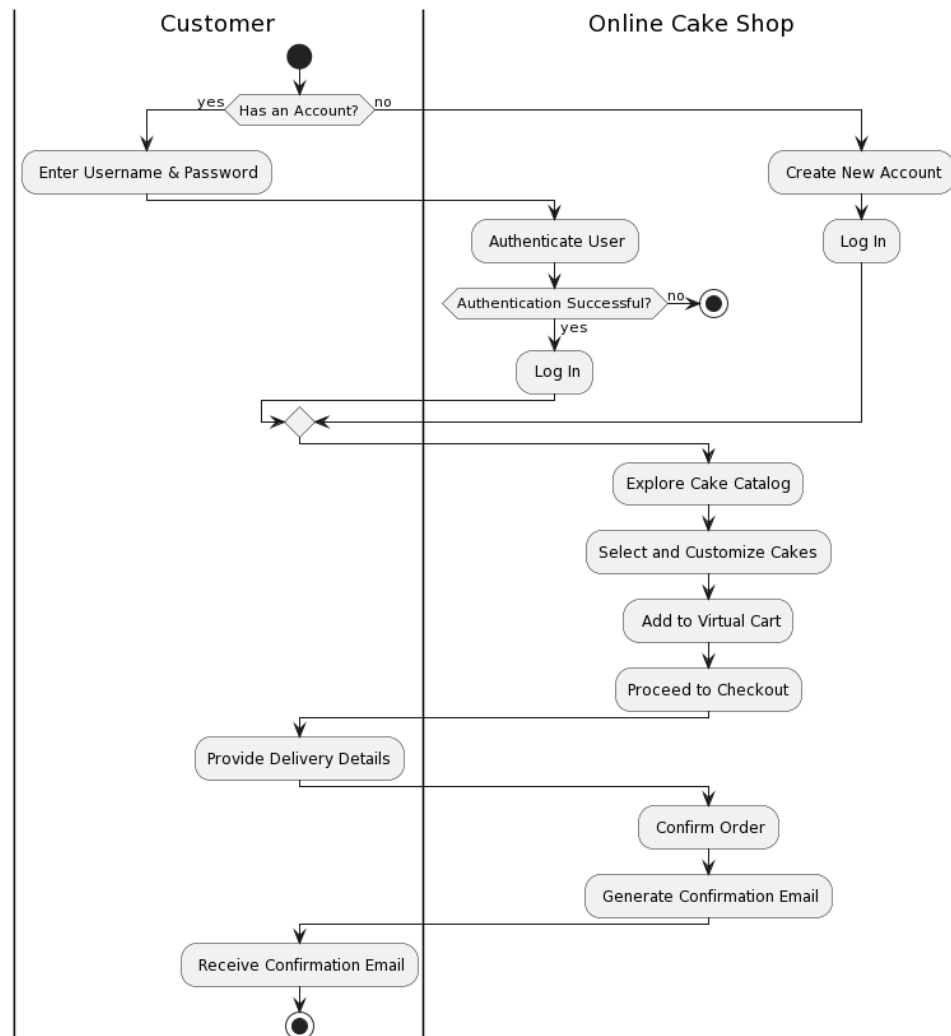 Customer
Online Cake Shop
yes
Has an Account?
no
Enter Username & Password
Create New Account
Authenticate User
Log In
Authentication Successful?
no
yes
Log In
Explore Cake Catalog
Select and Customize Cakes
Add to Virtual Cart
Proceed to Checkout
Provide Delivery Details
Confirm Order
Generate Confirmation Email
Receive Confirmation Email